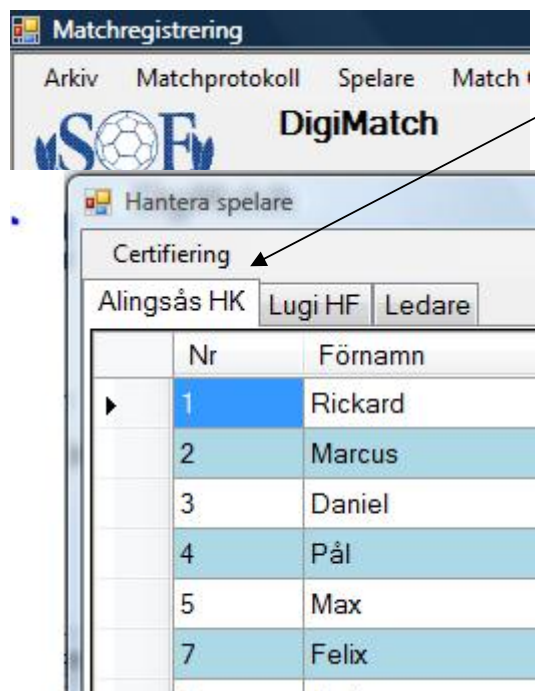 Matchregistrering
Arkiv Matchprotokoll Spelare Match
SOF DigiMatch
Hantera spelare
Certifiering
Alingsås HK Lugi HF Ledare
Nr Förnamn
1 Rickard
2 Marcus
3 Daniel
4 Pål
5 Max
7 Felix